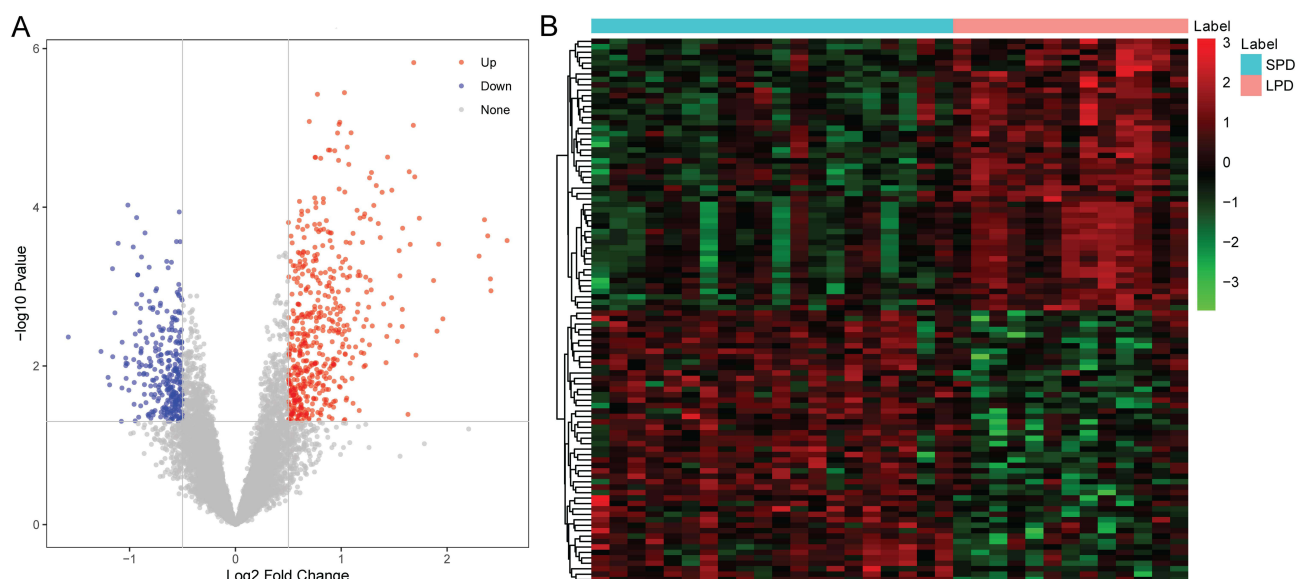 A
6
4
2
0
−log10 Pvalue
−1
0
1
2
Log2 Fold Change
Up
Down
None
B
Label
3
2
1
0
−1
−2
−3
Label
SPD
LPD